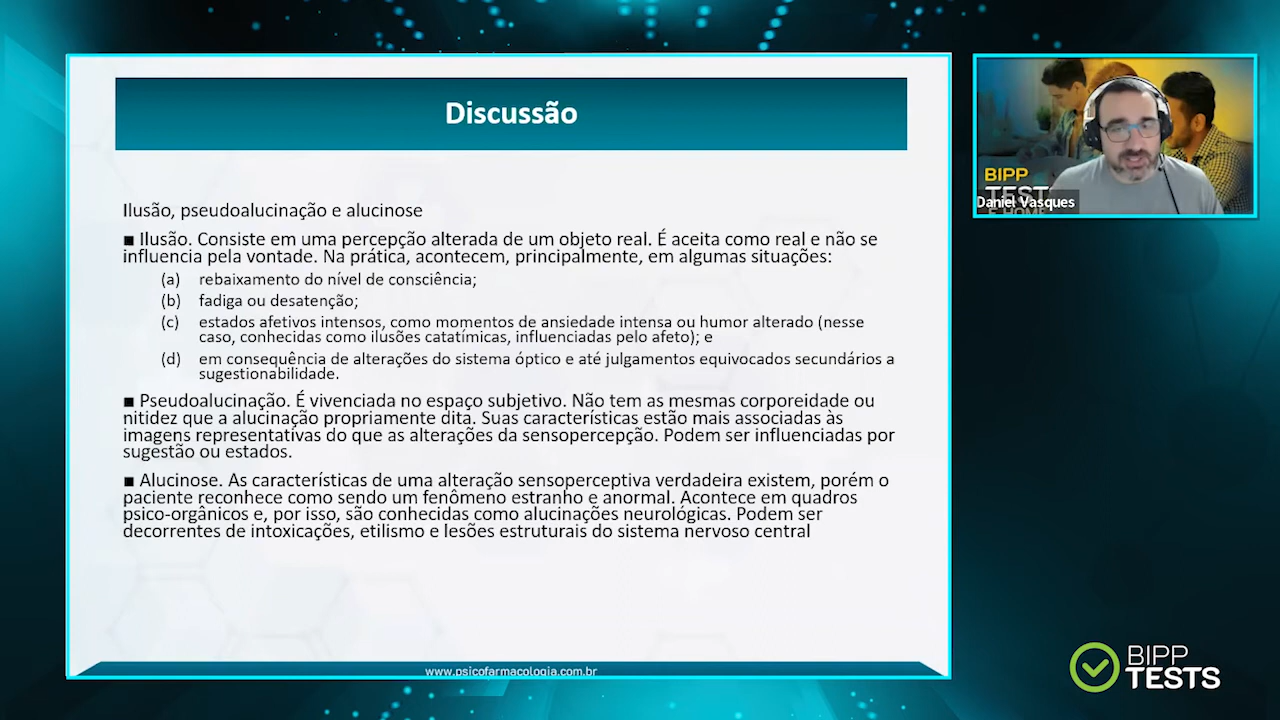 Discussão
Ilusão, pseudoalucinação e alucinose
■ Ilusão. Consiste em uma percepção alterada de um objeto real. É aceita como real e não se
influencia pela vontade. Na prática, acontecem, principalmente, em algumas situações:
(a) rebaixamento do nível de consciência;
(b) fadiga ou desatenção;
(c) estados afetivos intensos, como momentos de ansiedade intensa ou humor alterado (nesse
caso, conhecidas como ilusões catatímicas, influenciadas pelo afeto); e
(d) em consequência de alterações do sistema óptico e até julgamentos equivocados secundários a
sugestionabilidade.
■ Pseudoalucinação. É vivenciada no espaço subjetivo. Não tem as mesmas corporeidade ou
nitidez que a alucinação propriamente dita. Suas características estão mais associadas às
imagens representativas do que as alterações da sensopercepção. Podem ser influenciadas por
sugestão ou estados.
■ Alucinose. As características de uma alteração sensoperceptiva verdadeira existem, porém o
paciente reconhece como sendo um fenômeno estranho e anormal. Acontece em quadros
psico-orgânicos e, por isso, são conhecidas como alucinações neurológicas. Podem ser
decorrentes de intoxicações, etilismo e lesões estruturais do sistema nervoso central
www.psicofarmacologia.com.br
BIPP
TEST
Daniel Vasques
E HOME
BIPP
TESTS